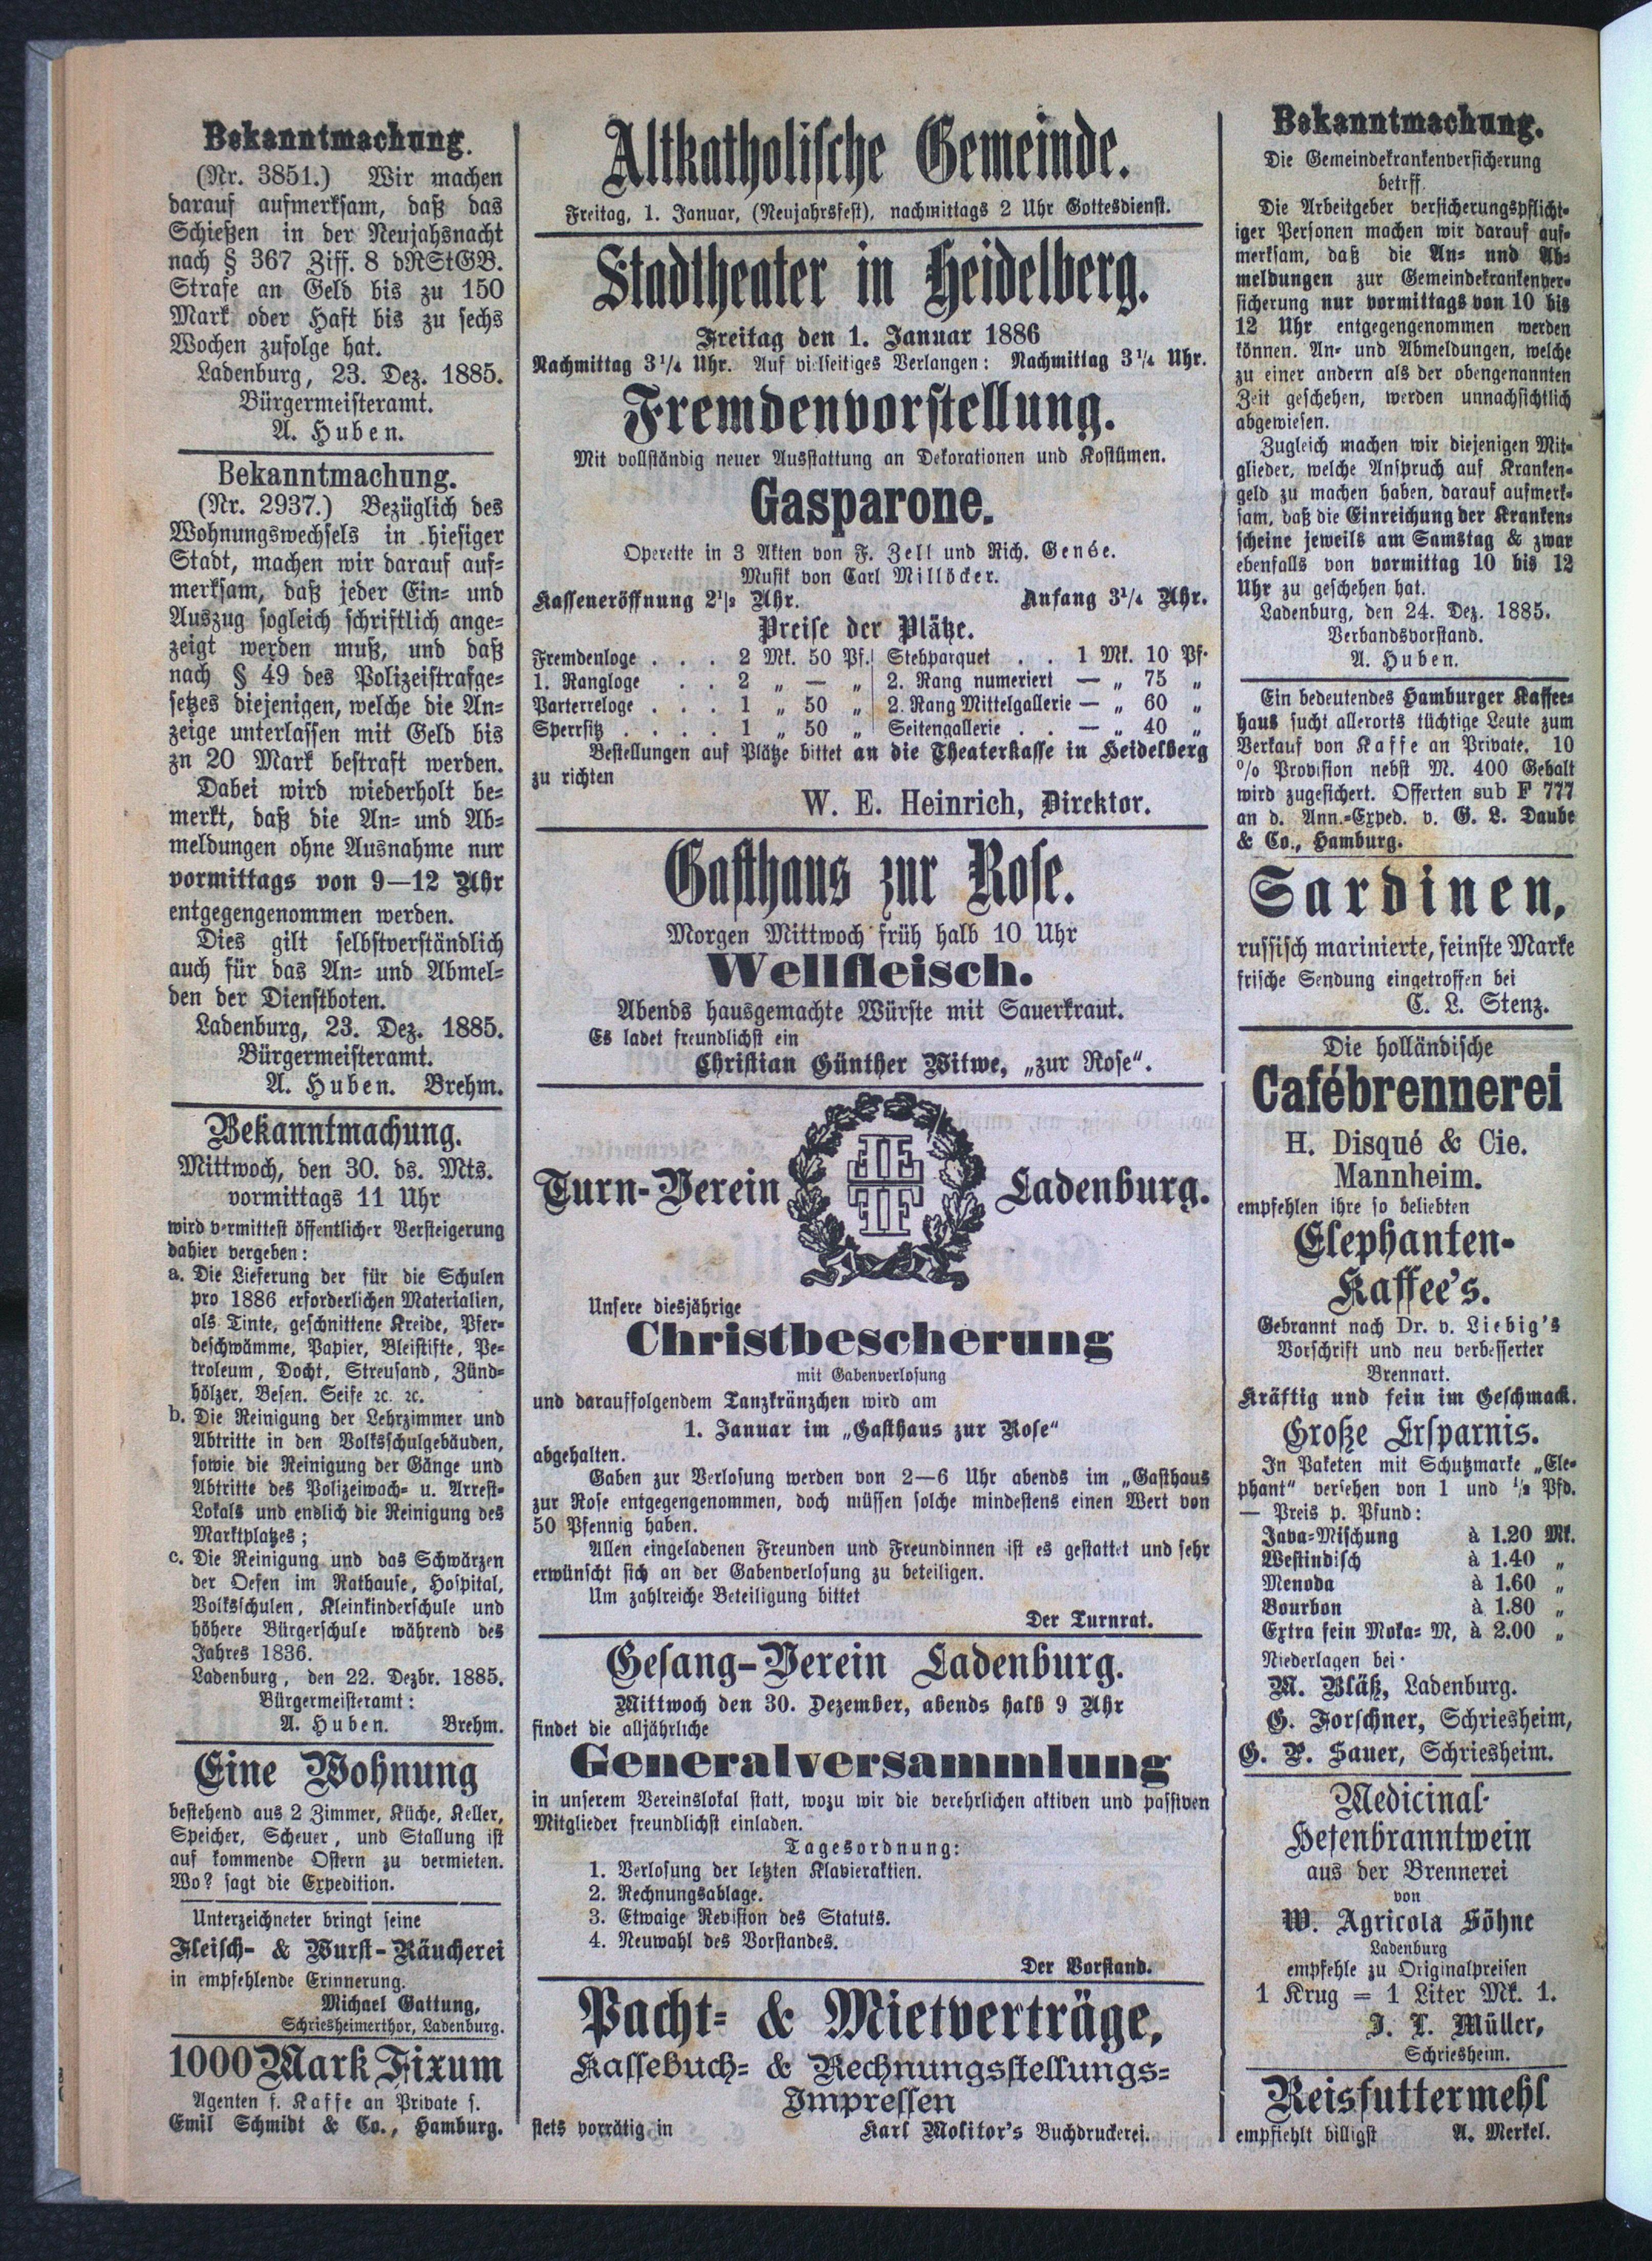 Bekanntmachung.
(Nr. 3851.) Wir machen
darauf aufmerksam, daß das
Schießen in der Neujahsnacht
nach § 367 Ziff. 8 dRStGB.
Strafe an Geld bis zu 150
Mark oder Haft bis zu sechs
Wochen zufolge hat.
Ladenburg, 23. Dez. 1885.
Bürgermeisteramt.
A. Huben.
Bekanntmachung.
(Nr. 2937.) Bezüglich des
Wohnungswechsels in hiesiger
Stadt, machen wir darauf auf=
merksam, daß jeder Ein= und
Auszug sogleich schriftlich ange=
zeigt werden muß, und daß
nach § 49 des Polizeistrafge=
setzes diejenigen, welche die An=
zeige unterlassen mit Geld bis
zn 20 Mark bestraft werden.
Dabei wird wiederholt be=
merkt, daß die An= und Ab=
meldungen ohne Ausnahme nur
vormittags von 9—12 Uhr
entgegengenommen werden.
Dies gilt selbstverständlich
auch für das An= und Abmel=
den der Dienstboten.
Ladenburg, 23. Dez. 1885.
Bürgermeisteramt.
A. Huben. Brehm.
Bekanntmachung.
Mittwoch, den 30. ds. Mts.
vormittags 11 Uhr
wird vermittest öffentlicher Versteigerung
dahier vergeben:
a. Die Lieferung der für die Schulen
pro 1886 erforderlichen Materialien,
als Tinte, geschnittene Kreide, Pfer=
deschwämme, Papier, Bleistifte, Pe=
troleum, Docht, Streusand, Zünd=
hölzer, Besen. Seife ꝛc. ꝛc.
b. Die Reinigung der Lehrzimmer und
Abtritte in den Volksschulgebäuden,
sowie die Reinigung der Gänge und
Abtritte des Polizeiwach= u. Arrest=
Lokals und endlich die Reinigung des
Marktplatzes;
c. Die Reinigung und das Schwärzen
der Oefen im Rathause, Hospital,
Volksschulen, Kleinkinderschule und
höhere Bürgerschule während des
Jahres 1836.
Ladenburg, den 22. Dezbr. 1885.
Bürgermeisteramt:
A. Huben. Brehm.
Eine Wohnung
bestehend aus 2 Zimmer, Küche, Keller,
Speicher, Scheuer, und Stallung ist
auf kommende Ostern zu vermieten.
Wo? sagt die Expedition.
Unterzeichneter bringt seine
Fleisch- & Wurst-Räucherei
in empfehlende Erinnerung.
Michael Gattung,
Schriesheimerthor, Ladenburg.
1000 Mark Fixum
Agenten f. Kaffe an Private s.
Emil Schmidt & Co., Hamburg.
Altkatholische Gemeinde.
Freitag, 1. Januar, (Neujahrsfest), nachmittags 2 Uhr Gottesdienst.
Stadtheater in Heidelberg.
Freitag den 1. Januar 1886
Nachmittag 3¼ Uhr. Auf vielseitiges Verlangen: Nachmittag 3¼ Uhr.
Fremdenvorstellung.
Mit vollständig neuer Ausstattung an Dekorationen und Kostümen.
Gasparone.
Operette in 3 Akten von F. Zell und Rich. Genée.
Musik von Carl Millöcker.
Kasseneröffnung 2½ Uhr. Anfang 3¼ Uhr.
Preise der Plätze.
Fremdenloge . . . 2 Mk. 50 Pf. Stehparquet . . 1 Mk. 10 Pf.
1. Rangloge . . 2 „ — „ 2. Rang numeriert — „ 75 „
Parterreloge . . . 1 „ 50 „ 2. Rang Mittelgallerie — „ 60 „
Sperrsitz . . . . 1 „ 50 „ Seitengallerie . . — „ 40 „
Bestellungen auf Plätze bittet an die Theaterkasse in Heidelberg
zu richten
W. E. Heinrich, Direktor.
Gasthaus zur Rose.
Morgen Mittwoch früh halb 10 Uhr
Wellfleisch.
Abends hausgemachte Würste mit Sauerkraut.
Es ladet freundlichst ein
Christian Günther Witwe, „zur Rose“.
Turn-Verein Ladenburg.
Unsere diesjährige
Christbescherung
mit Gabenverlosung
und darauffolgendem Tanzkränzchen wird am
1. Januar im „Gasthaus zur Rose“
abgehalten.
Gaben zur Verlosung werden von 2—6 Uhr abends im „Gasthaus
zur Rose entgegengenommen, doch müssen solche mindestens einen Wert von
50 Pfennig haben.
Allen eingeladenen Freunden und Freundinnen ist es gestattet und sehr
erwünscht sich an der Gabenverlosung zu beteiligen.
Um zahlreiche Beteiligung bittet
Der Turnrat.
Gesang-Verein Ladenburg.
Mittwoch den 30. Dezember, abends halb 9 Uhr
findet die alljährliche
Generalversammlung
in unserem Vereinslokal statt, wozu wir die verehrlichen aktiven und passiven
Mitglieder freundlichst einladen.
Tagesordnung:
1. Verlosung der letzten Klavieraktien.
2. Rechnungsablage.
3. Etwaige Revision des Statuts.
4. Neuwahl des Vorstandes.
Der Vorstand.
Pacht= & Mietverträge,
Kassebuch= & Rechnungsstellungs=
Impressen
stets vorrätig in Karl Molitor's Buchdruckerei.
Bekanntmachung.
Die Gemeindekrankenversicherung
betrff.
Die Arbeitgeber versicherungspflicht=
iger Personen machen wir darauf auf=
merksam, daß die An= und Ab=
meldungen zur Gemeindekrankenver=
sicherung nur vormittags von 10 bis
12 Uhr entgegengenommen werden
können. An= und Abmeldungen, welche
zu einer andern als der obengenannten
Zeit geschehen, werden unnachsichtlich
abgewiesen.
Zugleich machen wir diejenigen Mit=
glieder, welche Anspruch auf Kranken=
geld zu machen haben, darauf aufmerk=
sam, daß die Einreichung der Kranken=
scheine jeweils am Samstag & zwar
ebenfalls von vormittag 10 bis 12
Uhr zu geschehen hat.
Ladenburg, den 24. Dez. 1885.
Verbandsvorstand.
A. Huben.
Ein bedeutendes Hamburger Kaffee=
haus sucht allerorts tüchtige Leute zum
Verkauf von Kaffe an Private. 10
% Provision nebst M. 400 Gehalt
wird zugesichert. Offerten sub F 777
an d. Ann.=Exped. v. G. L. Daube
& Co., Hamburg.
Sardinen,
russisch marinierte, feinste Marke
frische Sendung eingetroffen bei
C. L. Stenz.
Die holländische
Cafébrennerei
H. Disqué & Cie.
Mannheim.
empfehlen ihre so beliebten
Elephanten-
Kaffee's.
Gebrannt nach Dr. v. Liebig's
Vorschrift und neu verbesserter
Brennart.
Kräftig und fein im Geschmack.
Große Ersparnis.
In Paketen mit Schutzmarke „Ele=
phant“ versehen von 1 und ½ Pfd.
— Preis p. Pfund:
Java=Mischung à 1.20 Mk.
Westindisch à 1.40 „
Menoda à 1.60 „
Bourbon à 1.80 „
Extra fein Moka= M, à 2.00 „
Niederlagen bei·
M. Bläß, Ladenburg.
G. Forschner, Schriesheim,
G. P. Sauer, Schriesheim.
Medicinal-
Hefenbranntwein
aus der Brennerei
von
W. Agricola Söhne
Ladenburg
empfehle zu Originalpreisen
1 Krug = 1 Liter Mk. 1.
J. L. Müller,
Schriesheim.
Reisfuttermehl
empfiehlt billigst A. Merkel.